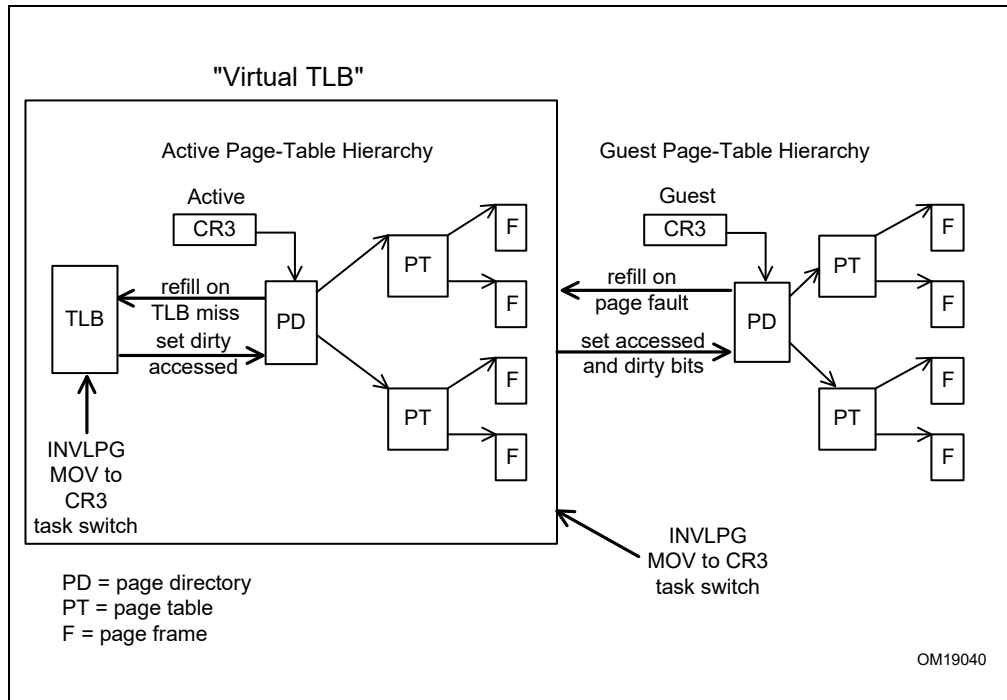 "Virtual TLB"
Active Page-Table Hierarchy
Guest Page-Table Hierarchy
Active
CR3
F
PT
F
TLB
refill on
TLB miss
set dirty
accessed
PD
F
PT
F
INVLPG
MOV to
CR3
task switch
Guest
CR3
F
PT
F
refill on
page fault
set accessed
and dirty bits
PD
F
PT
F
INVLPG
MOV to CR3
task switch
PD = page directory
PT = page table
F = page frame
OM19040